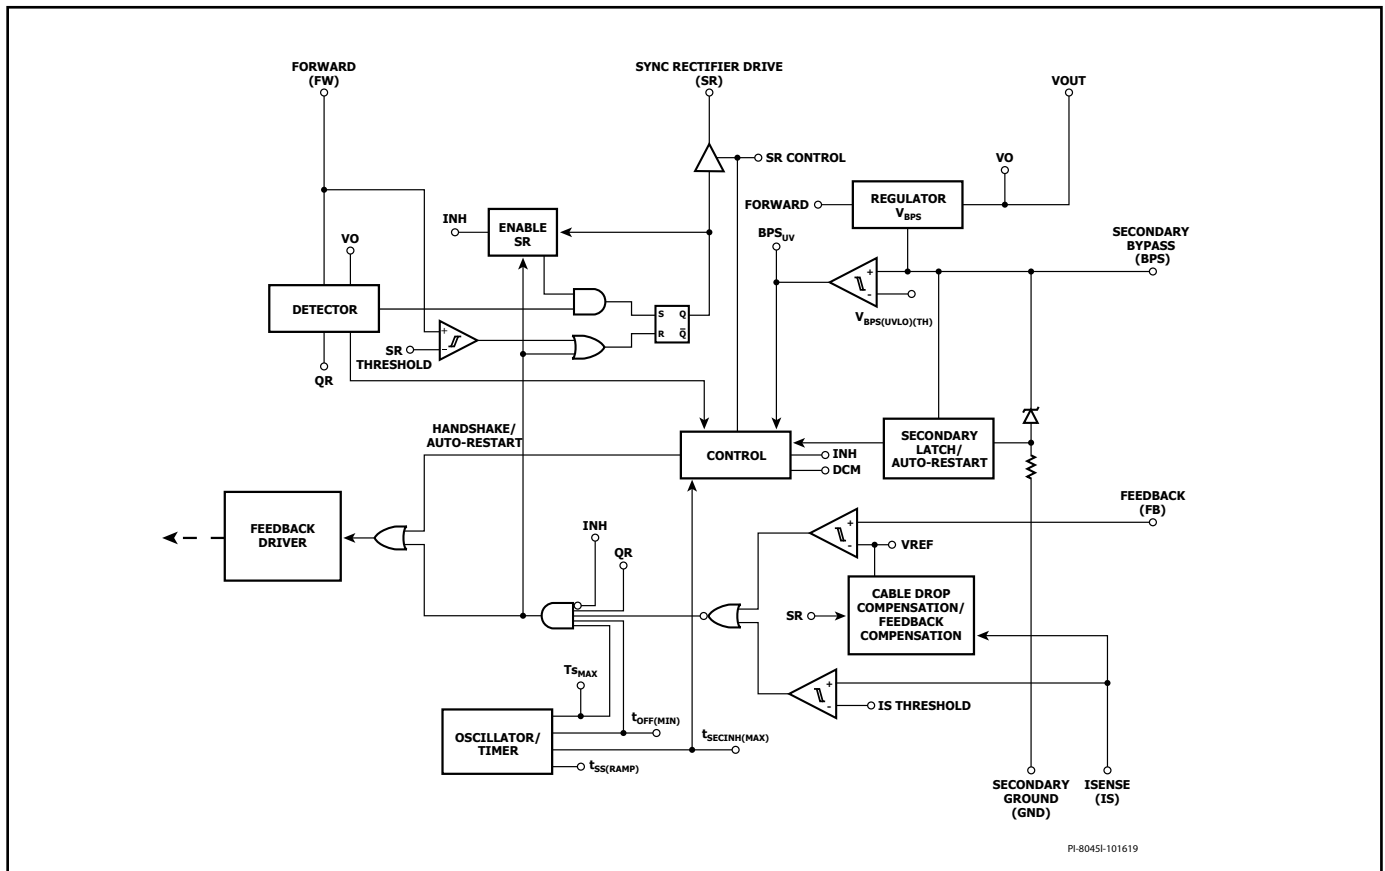 FORWARD
(FW)
SYNC RECTIFIER DRIVE
(SR)
VOUT
SR CONTROL
VO
FORWARD
REGULATOR
VBPS
INH
ENABLE
SR
VO
BPSUV
SECONDARY
BYPASS
(BPS)
+
-
VBPS(UVLO)(TH)
DETECTOR
S Q
R Q̅
+
-
SR
THRESHOLD
QR
HANDSHAKE/
AUTO-RESTART
CONTROL
INH
DCM
SECONDARY
LATCH/
AUTO-RESTART
FEEDBACK
(FB)
FEEDBACK
DRIVER
INH
QR
+
-
VREF
CABLE DROP
COMPENSATION/
FEEDBACK
COMPENSATION
SR
TsMAX
+
-
IS THRESHOLD
OSCILLATOR/
TIMER
tOFF(MIN)
tSECINH(MAX)
tSS(RAMP)
SECONDARY
GROUND
(GND)
ISENSE
(IS)
PI-8045l-101619